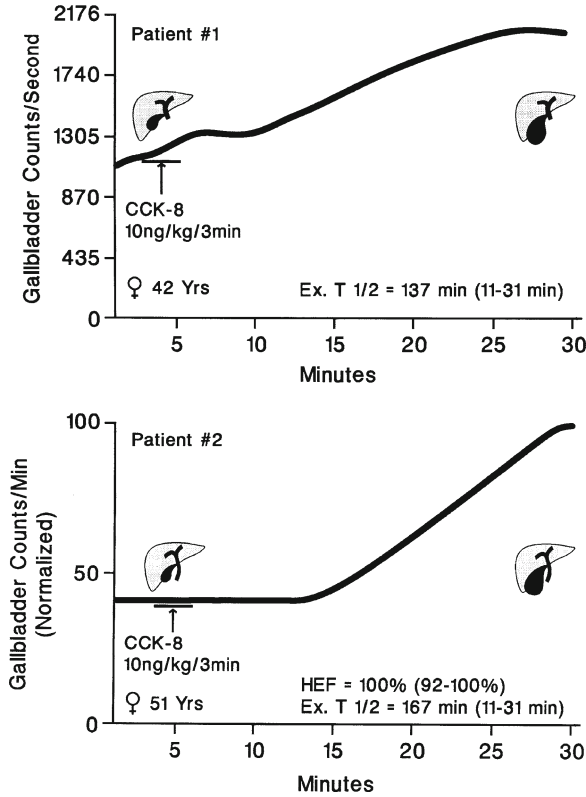 2176
Patient #1
1740
1305
870
435
0
Gallbladder Counts/Second
CCK-8
10ng/kg/3min
♀ 42 Yrs
Ex. T 1/2 = 137 min (11-31 min)
5 10 15 20 25 30
Minutes
100
Patient #2
50
0
Gallbladder Counts/Min
(Normalized)
CCK-8
10ng/kg/3min
HEF = 100% (92-100%)
♀ 51 Yrs
Ex. T 1/2 = 167 min (11-31 min)
5 10 15 20 25 30
Minutes